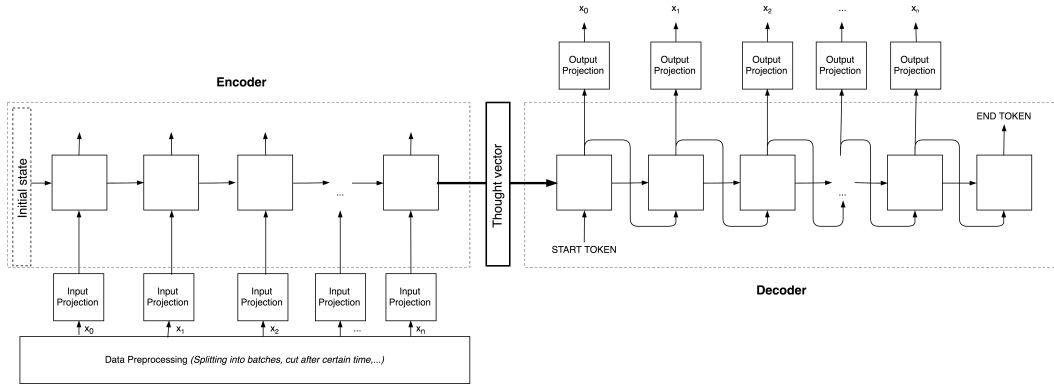 x0
x1
x2
...
xn
Output
Projection
Output
Projection
Output
Projection
Output
Projection
Output
Projection
Encoder
END TOKEN
Initial state
...
Thought vector
...
START TOKEN
Decoder
Input
Projection
Input
Projection
Input
Projection
Input
Projection
Input
Projection
x0
x1
x2
...
xn
Data Preprocessing (Splitting into batches, cut after certain time,...)